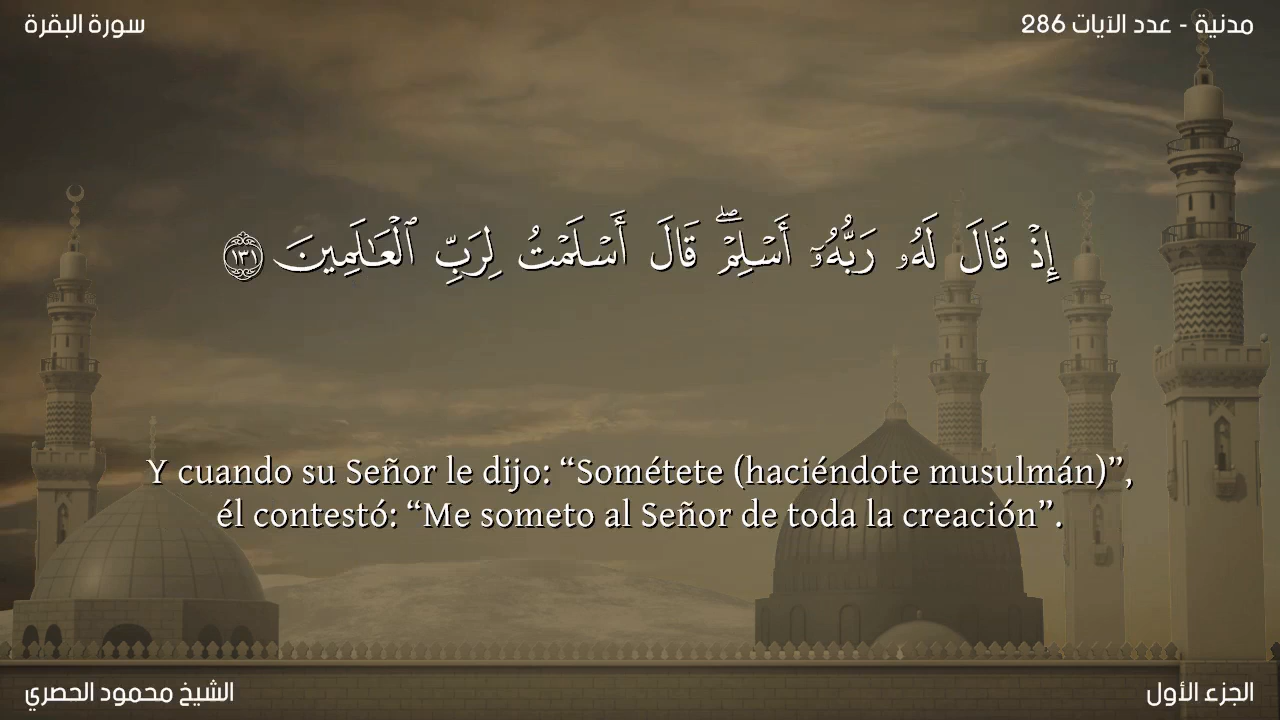 سورة البقرة
مدنية - عدد الآيات 286
إِذْ قَالَ لَهُۥ رَبُّهُۥٓ أَسْلِمْ ۖ قَالَ أَسْلَمْتُ لِرَبِّ ٱلْعَـٰلَمِينَ ١٣١
Y cuando su Señor le dijo: “Sométete (haciéndote musulmán)”,
él contestó: “Me someto al Señor de toda la creación”.
الشيخ محمود الحصري
الجزء الأول